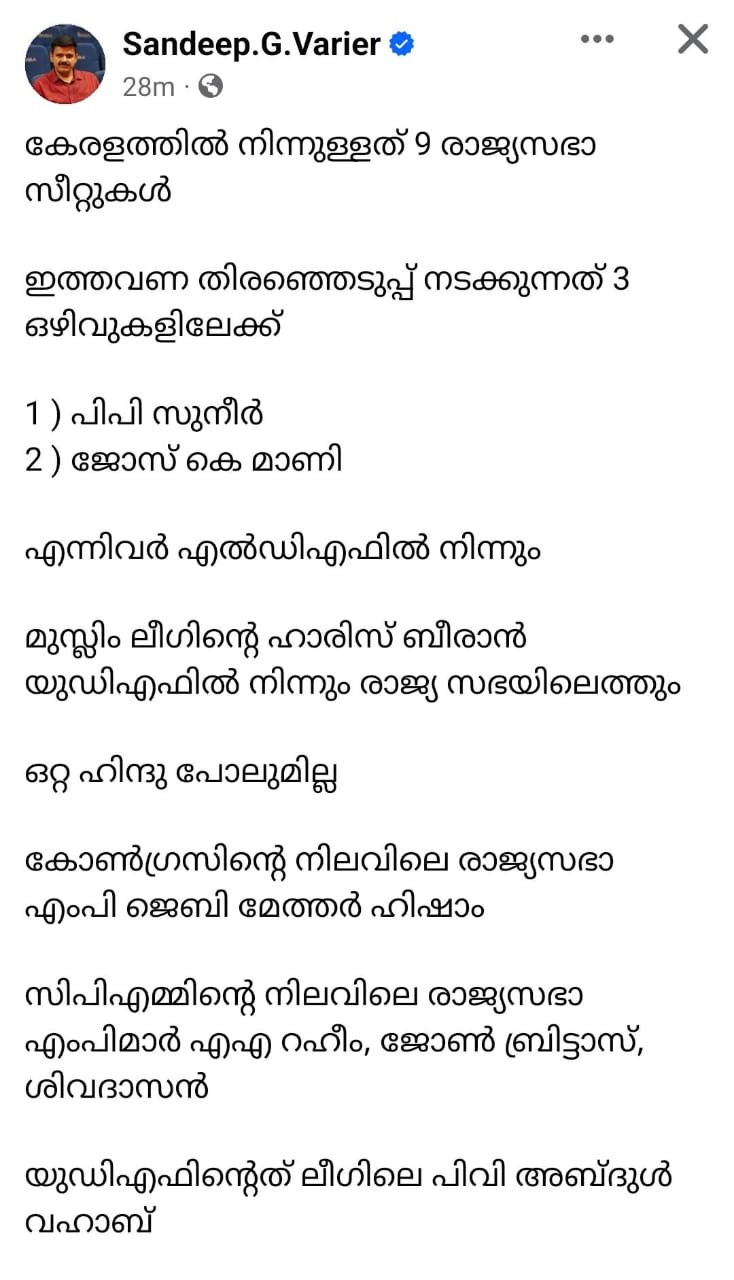 Sandeep.G.Varier
28m ·
കേരളത്തിൽ നിന്നുള്ളത് 9 രാജ്യസഭാ
സീറ്റുകൾ
ഇത്തവണ തിരഞ്ഞെടുപ്പ് നടക്കുന്നത് 3
ഒഴിവുകളിലേക്ക്
1 ) പിപി സുനീർ
2 ) ജോസ് കെ മാണി
എന്നിവർ എൽഡിഎഫിൽ നിന്നും
മുസ്ലിം ലീഗിന്റെ ഹാരിസ് ബീരാൻ
യുഡിഎഫിൽ നിന്നും രാജ്യ സഭയിലെത്തും
ഒറ്റ ഹിന്ദു പോലുമില്ല
കോൺഗ്രസിന്റെ നിലവിലെ രാജ്യസഭാ
എംപി ജെബി മേത്തർ ഹിഷാം
സിപിഎമ്മിന്റെ നിലവിലെ രാജ്യസഭാ
എംപിമാർ എഎ റഹീം, ജോൺ ബ്രിട്ടാസ്,
ശിവദാസൻ
യുഡിഎഫിന്റെത് ലീഗിലെ പിവി അബ്ദുൾ
വഹാബ്